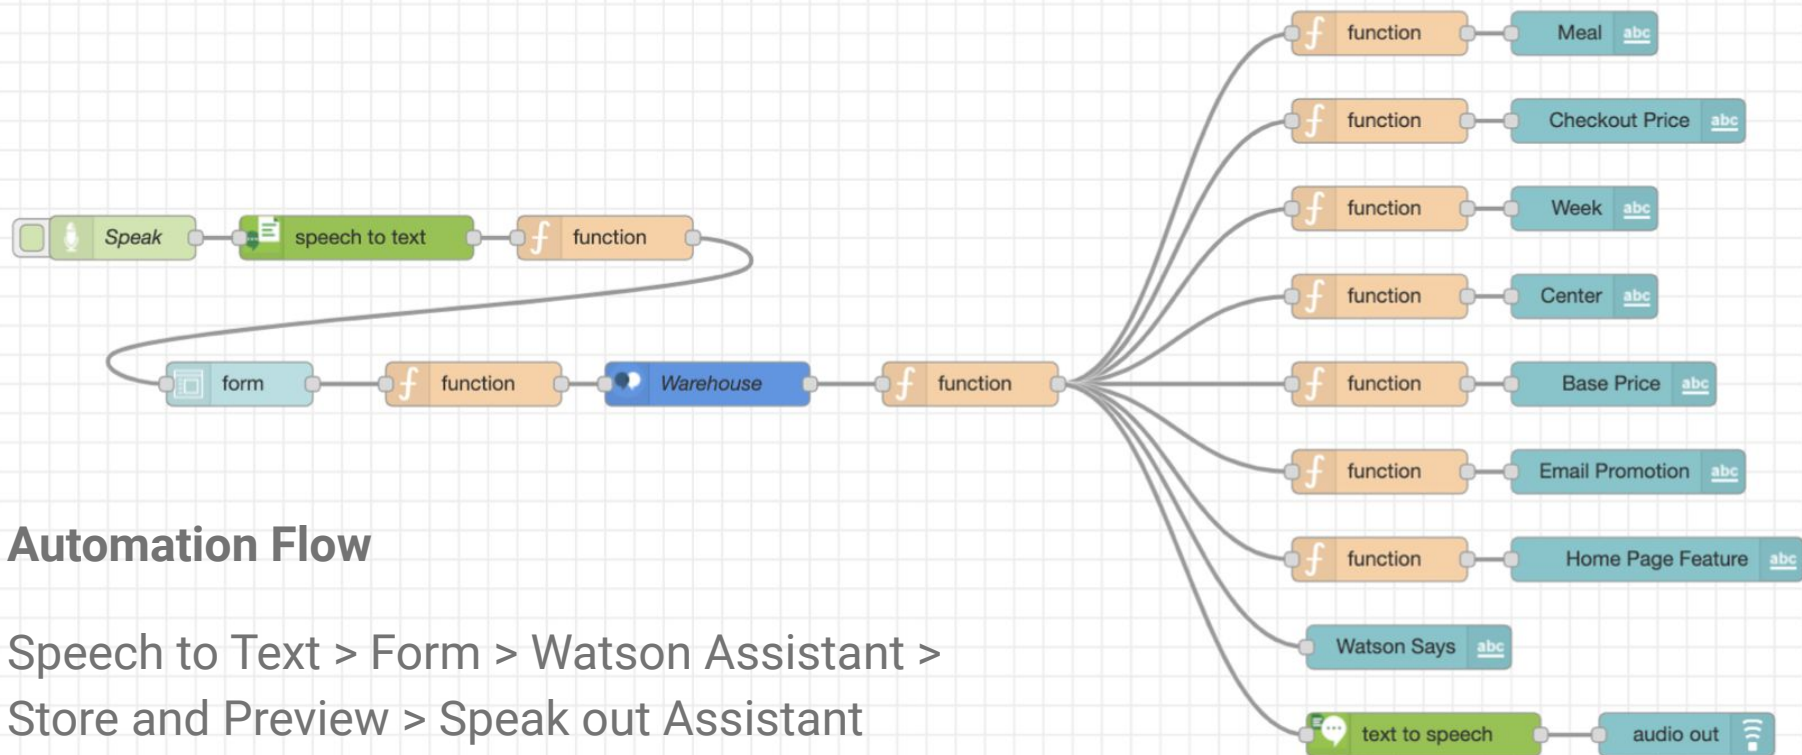 function
Meal abc
function
Checkout Price abc
function
Week abc
Speak
speech to text
function
function
Center abc
form
function
Warehouse
function
function
Base Price abc
function
Email Promotion abc
function
Home Page Feature abc
Watson Says abc
text to speech
audio out
Automation Flow
Speech to Text > Form > Watson Assistant >
Store and Preview > Speak out Assistant